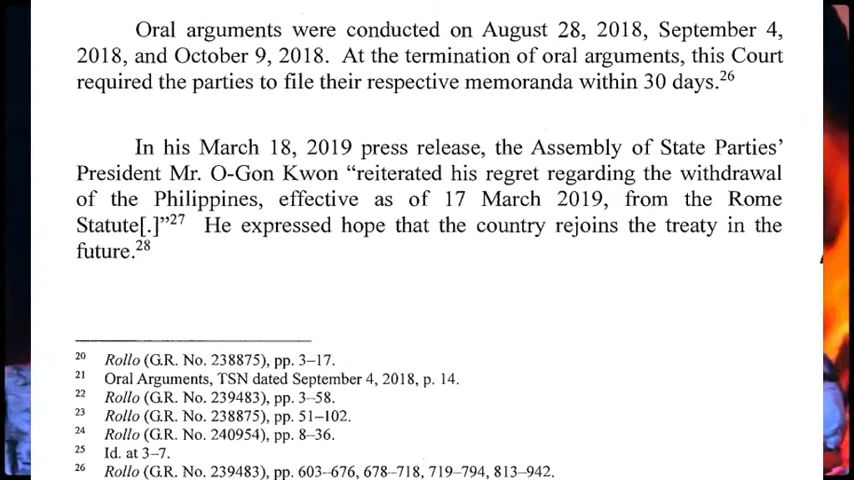 Oral arguments were conducted on August 28, 2018, September 4,
2018, and October 9, 2018. At the termination of oral arguments, this Court
required the parties to file their respective memoranda within 30 days.26
In his March 18, 2019 press release, the Assembly of State Parties’
President Mr. O-Gon Kwon “reiterated his regret regarding the withdrawal
of the Philippines, effective as of 17 March 2019, from the Rome
Statute[.]”27 He expressed hope that the country rejoins the treaty in the
future.28
20 Rollo (G.R. No. 238875), pp. 3–17.
21 Oral Arguments, TSN dated September 4, 2018, p. 14.
22 Rollo (G.R. No. 239483), pp. 3–58.
23 Rollo (G.R. No. 238875), pp. 51–102.
24 Rollo (G.R. No. 240954), pp. 8–36.
25 Id. at 3–7.
26 Rollo (G.R. No. 239483), pp. 603–676, 678–718, 719–794, 813–942.